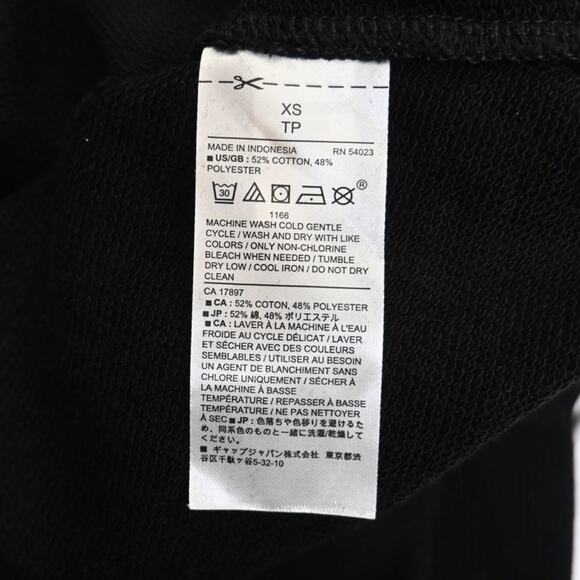 XS
TP
MADE IN INDONESIA RN 54023
■ US/GB : 52% COTTON, 48%
POLYESTER
30 ®
1166
MACHINE WASH COLD GENTLE
CYCLE / WASH AND DRY WITH LIKE
COLORS / ONLY NON-CHLORINE
BLEACH WHEN NEEDED / TUMBLE
DRY LOW / COOL IRON / DO NOT DRY
CLEAN
CA 17897
■ CA : 52% COTON, 48% POLYESTER
■ JP : 52% 綿, 48% ポリエステル
■ CA : LAVER À LA MACHINE À L'EAU
FROIDE AU CYCLE DÉLICAT / LAVER
ET SÉCHER AVEC DES COULEURS
SEMBLABLES / UTILISER AU BESOIN
UN AGENT DE BLANCHIMENT SANS
CHLORE UNIQUEMENT / SÉCHER À
LA MACHINE À BASSE
TEMPÉRATURE / REPASSER À BASSE
TEMPÉRATURE / NE PAS NETTOYER
À SEC ■ JP : 色落ちや色移りを避けるた
め、同系色のものと一緒に洗濯/乾燥して
ください。
■ ギャップジャパン株式会社 東京都渋
谷区千駄ヶ谷5-32-10